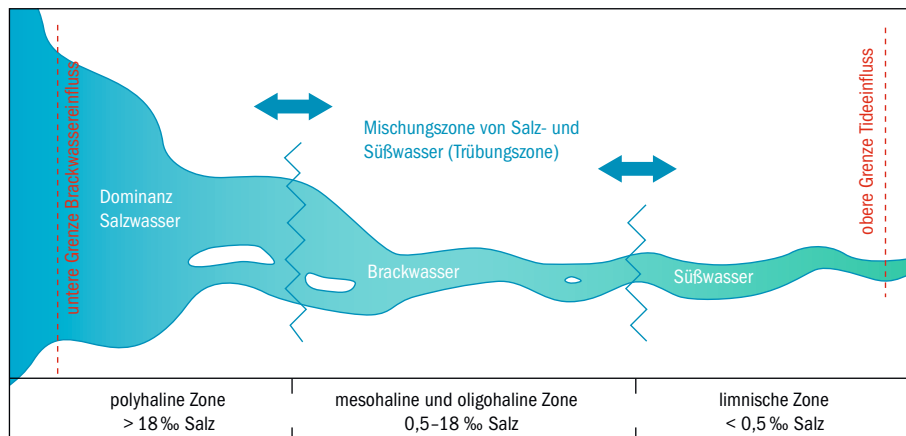 untere Grenze Brackwassereinfluss
Dominanz
Salzwasser
Mischungszone von Salz- und
Süßwasser (Trübungszone)
Brackwasser
Süßwasser
obere Grenze Tideeinfluss
polyhaline Zone
> 18 ‰ Salz
mesohaline und oligohaline Zone
0,5–18 ‰ Salz
limnische Zone
< 0,5 ‰ Salz